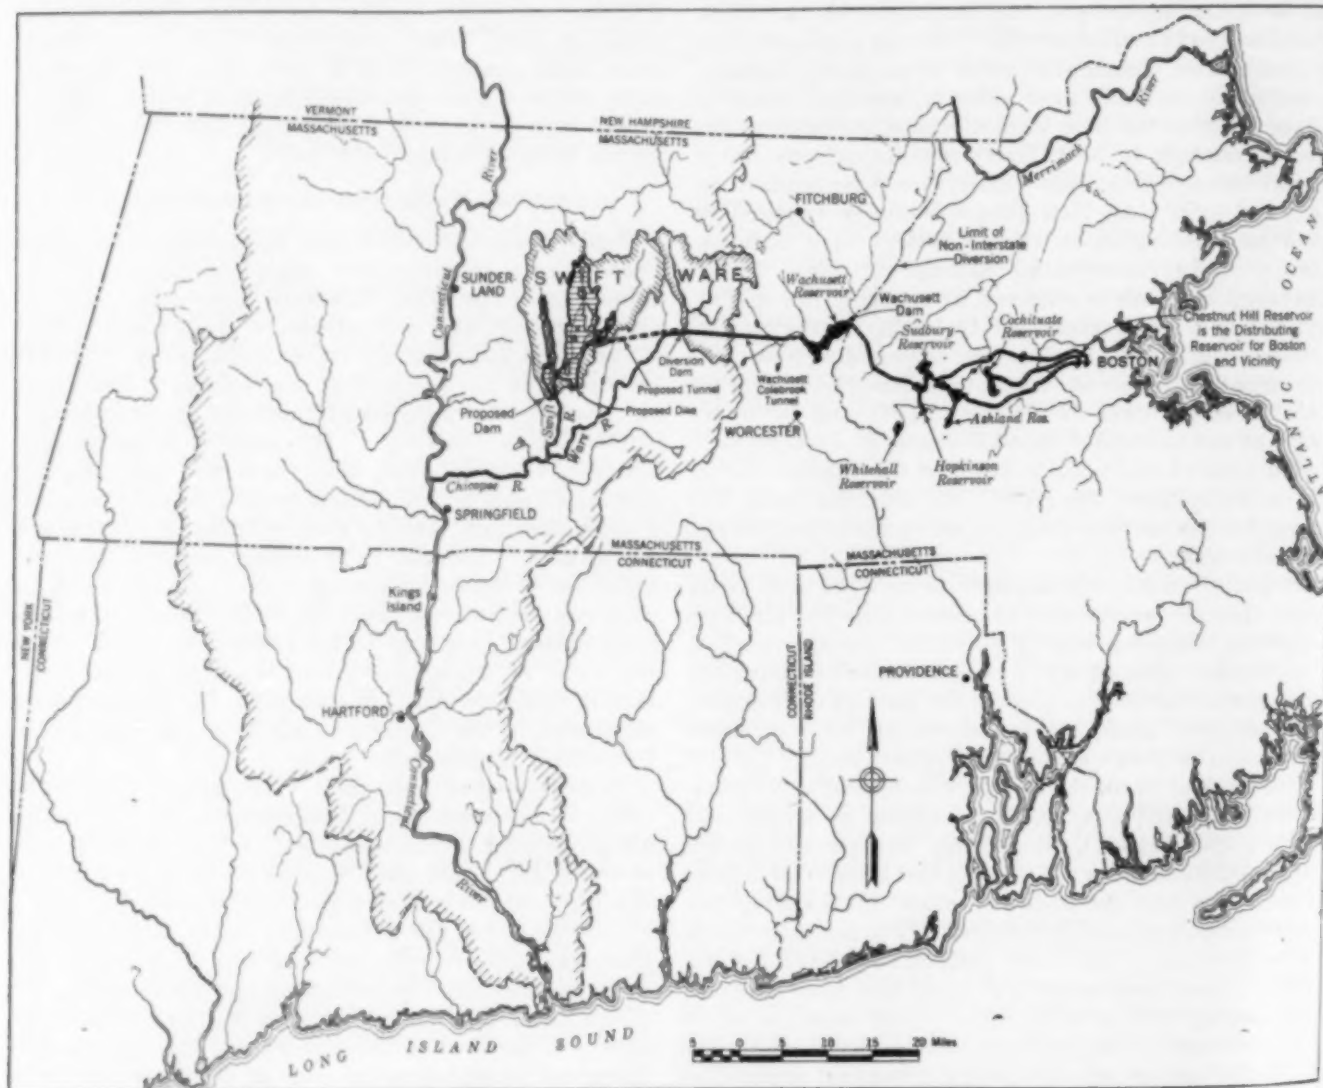 VERMONT
MASSACHUSETTS
NEW HAMPSHIRE
MASSACHUSETTS
River
Merrimack
River
FITCHBURG
Limit of
Non-Interstate
Diversion
SWIFT
WARE
SUNDER-
LAND
Connecticut
Wachusett
Reservoir
Wachusett
Dam
Sudbury
Reservoir
Cochituate
Reservoir
Chestnut Hill Reservoir
is the Distributing
Reservoir for Boston
and Vicinity
BOSTON
ATLANTIC OCEAN
Diversion
Dam
Proposed Tunnel
Proposed Dike
Wachusett
Colebrook
Tunnel
Proposed
Dam
Swift R.
Ware R.
WORCESTER
Ashland Res.
Whitehall
Reservoir
Hopkinson
Reservoir
Chicopee R.
SPRINGFIELD
MASSACHUSETTS
CONNECTICUT
MASSACHUSETTS
CONNECTICUT
Kings
Island
NEW YORK
CONNECTICUT
CONNECTICUT
RHODE ISLAND
PROVIDENCE
HARTFORD
Connecticut
River
LONG ISLAND SOUND
5 0 5 10 15 20 Miles